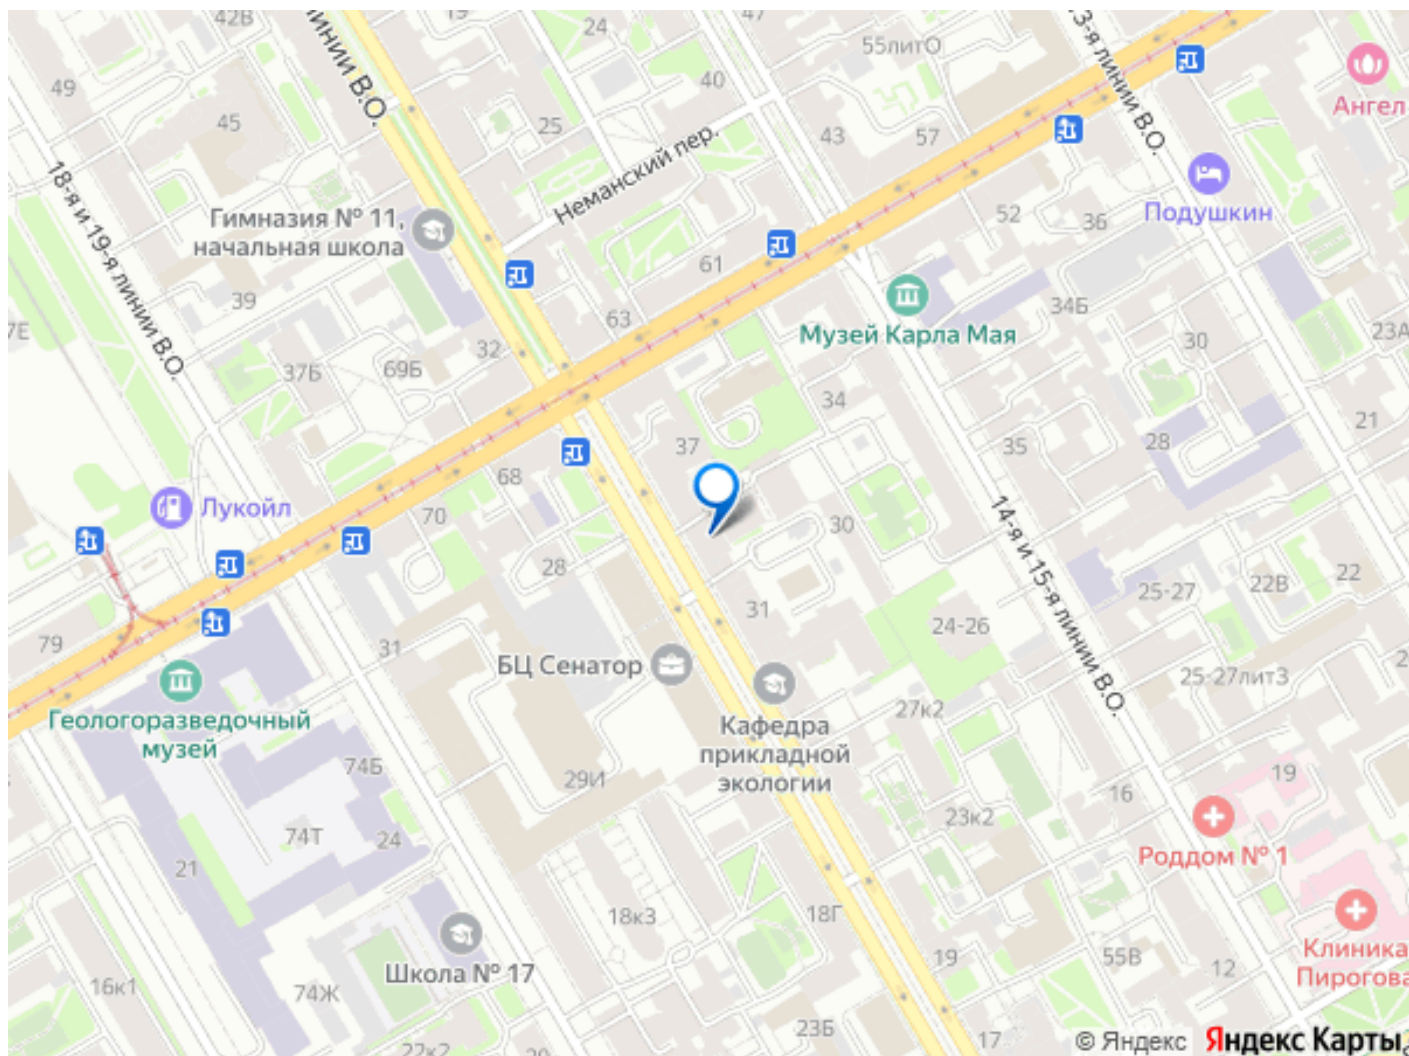 42В
19
24
47
55литО
49
45
40
25
43
57
13-я линии В.О.
Ангел
линии В.О.
Неманский пер.
Подушкин
52
36
18-я и 19-я линии В.О.
Гимназия № 11,
начальная школа
61
39
63
Музей Карла Мая
34Б
30
23А
7Е
32
69Б
37Б
34
21
37
35
28
68
Лукойл
70
30
14-я и 15-я линии В.О.
28
25-27
22В
22
31
24-26
79
31
БЦ Сенатор
25-27лит3
Геологоразведочный
музей
Кафедра
прикладной
экологии
27к2
74Б
29И
19
16
74Т
24
23к2
Роддом № 1
21
18к3
18Г
Школа № 17
19
55В
12
Клиника
Пирогова
16к1
74Ж
23Б
17
22к2
© Яндекс Яндекс Карты